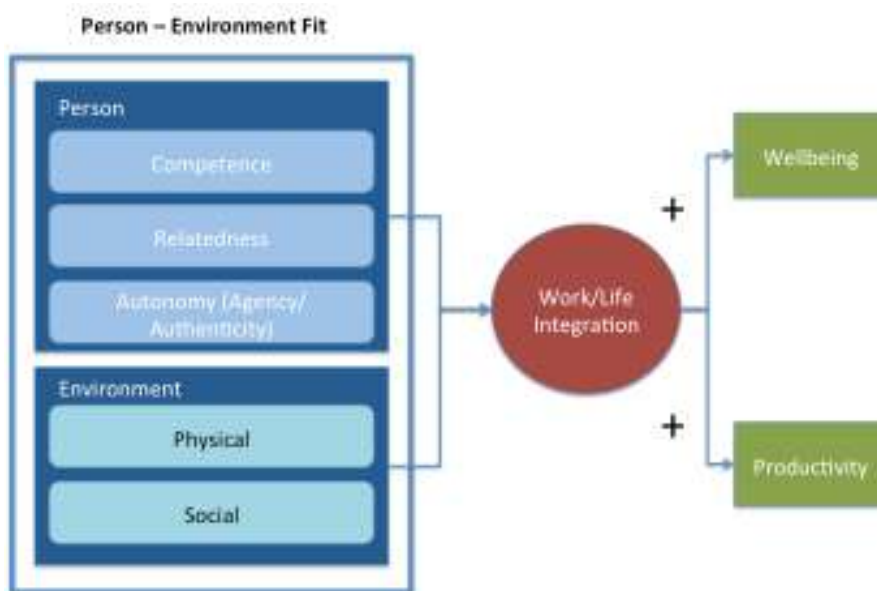 Person – Environment Fit
Person
Competence
Relatedness
Autonomy (Agency/
Authenticity)
Environment
Physical
Social
Work/Life
Integration
+
+
Wellbeing
Productivity